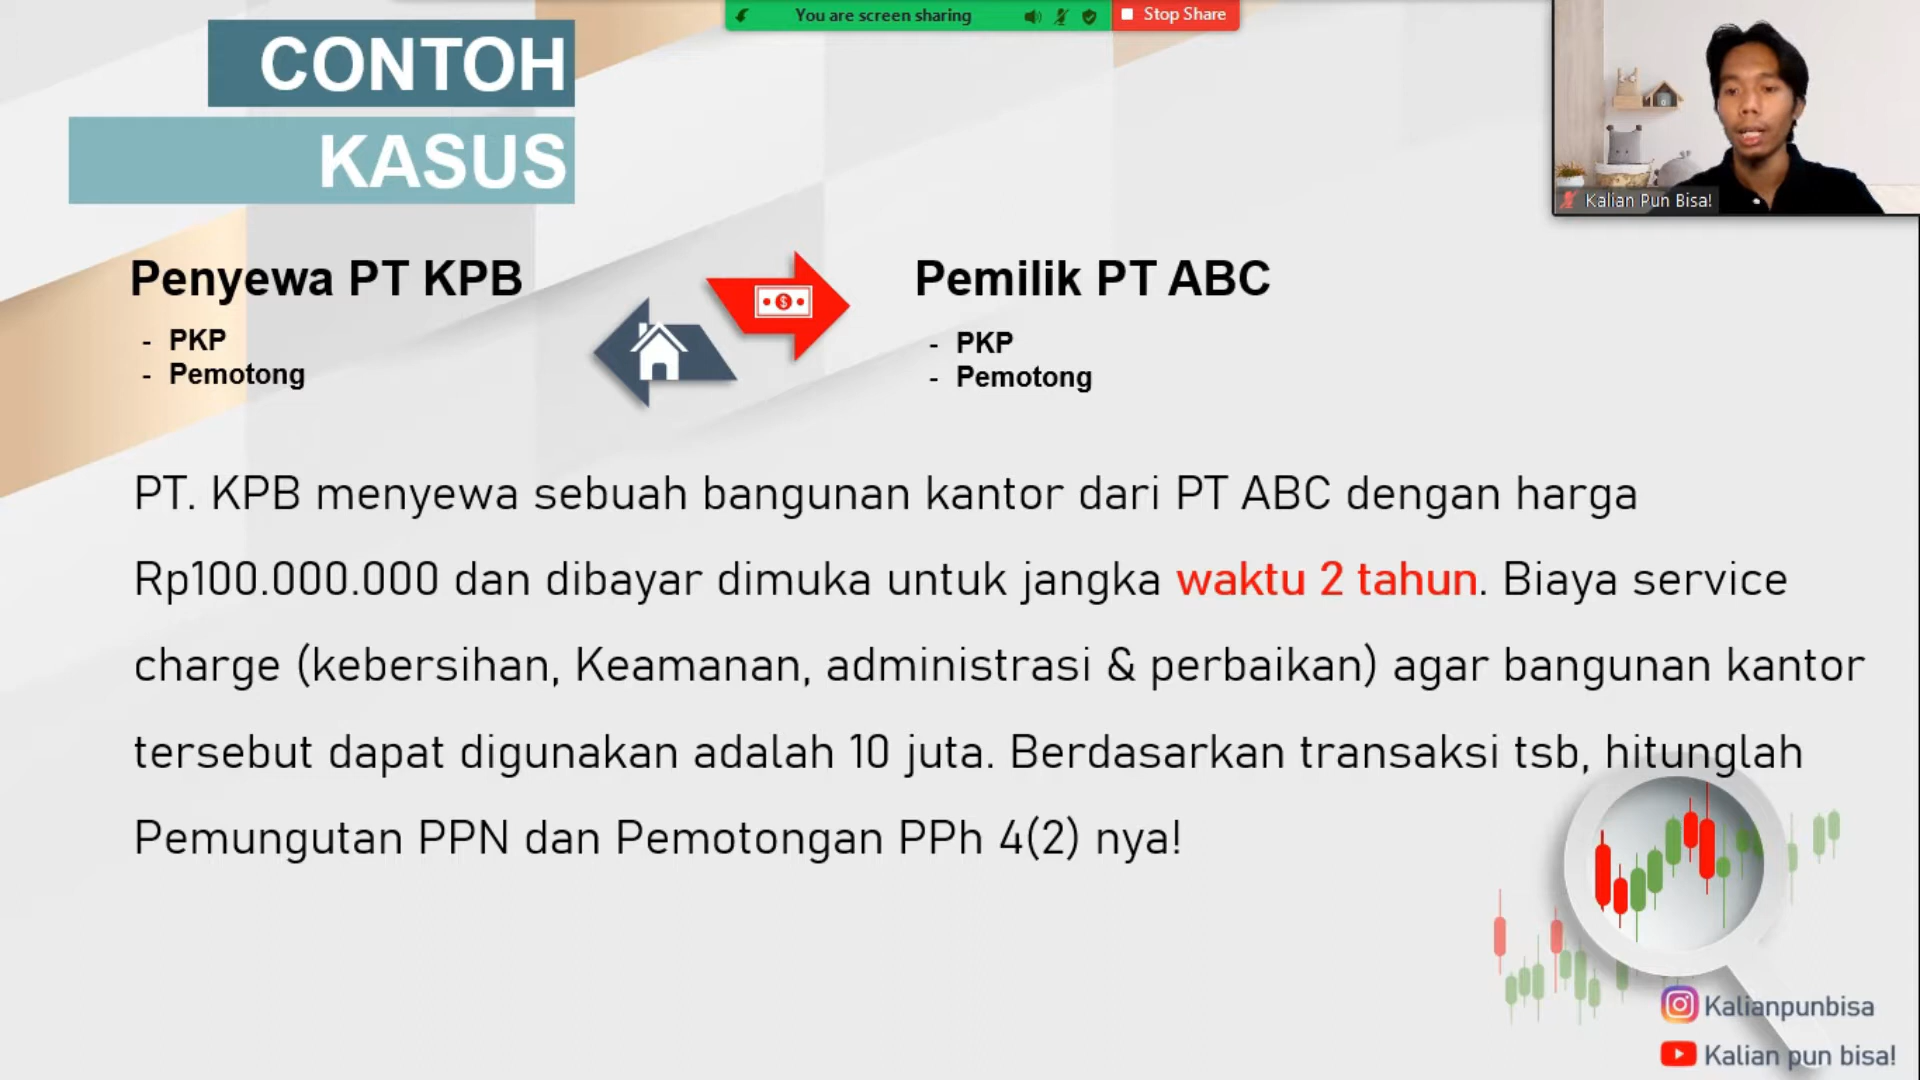 You are screen sharing
Stop Share
CONTOH
KASUS
Kalian Pun Bisa!
Penyewa PT KPB
- PKP
- Pemotong
Pemilik PT ABC
- PKP
- Pemotong
PT. KPB menyewa sebuah bangunan kantor dari PT ABC dengan harga
Rp100.000.000 dan dibayar dimuka untuk jangka waktu 2 tahun. Biaya service
charge (kebersihan, Keamanan, administrasi & perbaikan) agar bangunan kantor
tersebut dapat digunakan adalah 10 juta. Berdasarkan transaksi tsb, hitunglah
Pemungutan PPN dan Pemotongan PPh 4(2) nya!
Kalianpunbisa
Kalian pun bisa!